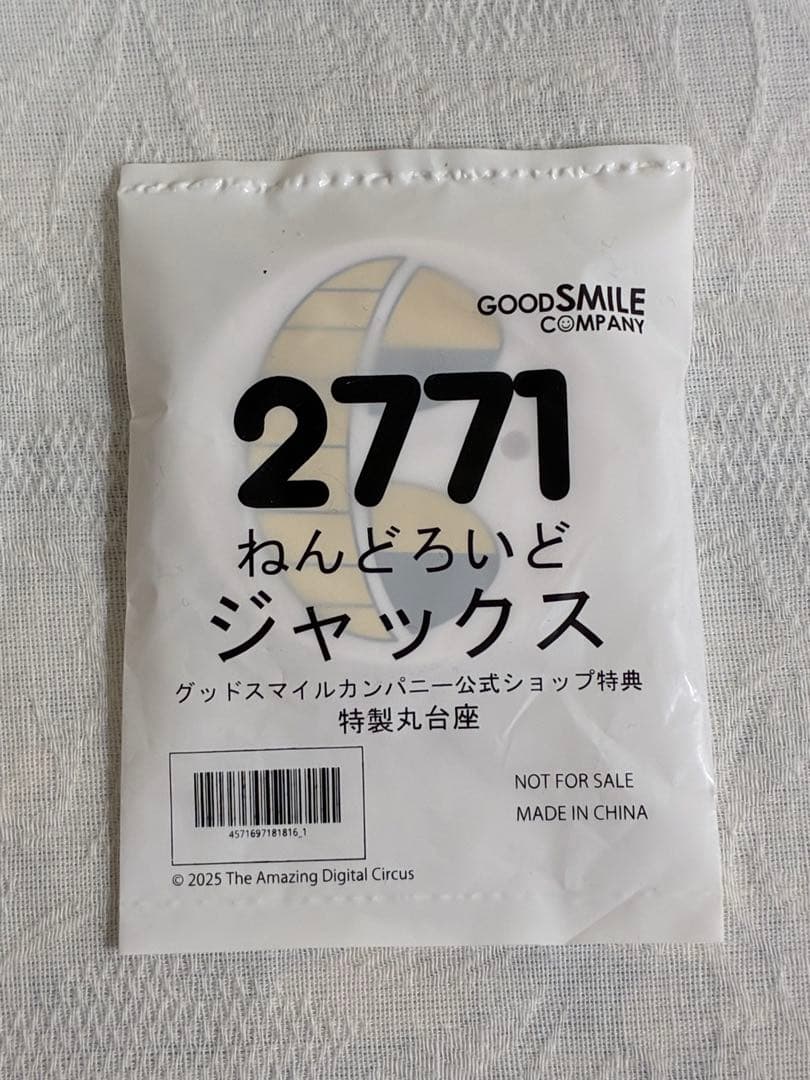 GOODSMILE
COMPANY
2771
ねんどろいど
ジャックス
グッドスマイルカンパニー公式ショップ特典
特製丸台座
4571697181816_1
NOT FOR SALE
MADE IN CHINA
© 2025 The Amazing Digital Circus